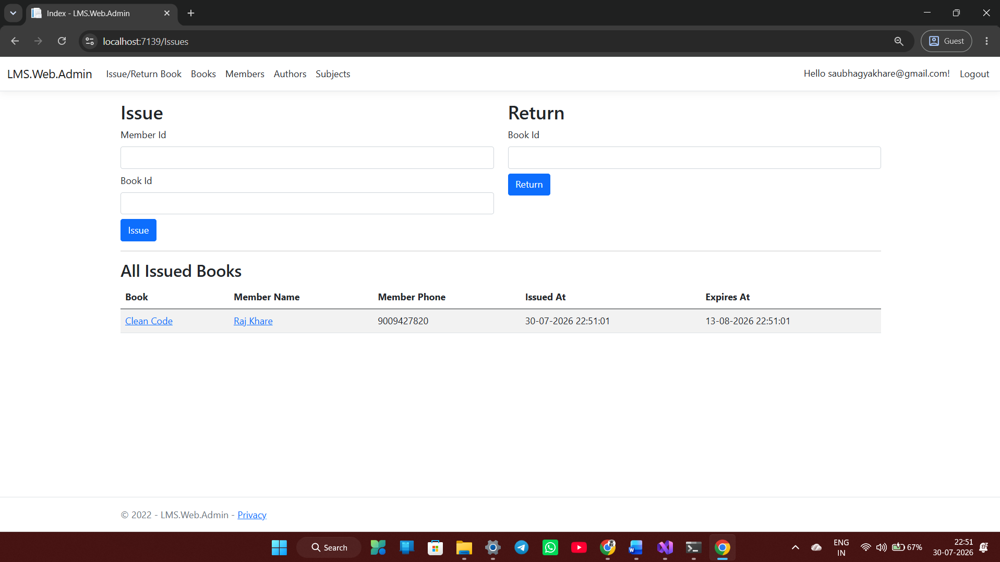 Index - LMS.Web.Admin
localhost:7139/Issues
Guest
LMS.Web.Admin Issue/Return Book Books Members Authors Subjects Hello saubhagyakhare@gmail.com! Logout
Issue
Member Id
Book Id
Issue
Return
Book Id
Return
All Issued Books
Book Member Name Member Phone Issued At Expires At
Clean Code Raj Khare 9009427820 30-07-2026 22:51:01 13-08-2026 22:51:01
© 2022 - LMS.Web.Admin - Privacy
Search
ENG
IN
67%
22:51
30-07-2026